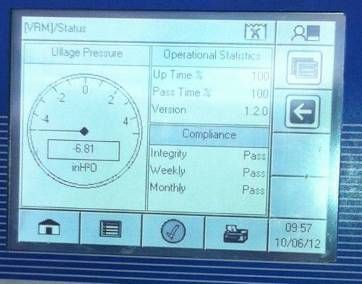 [VRM]/Status
Ullage Pressure
0
-2
2
-4
4
-6.81
inH²O
Operational Statistics
Up Time % 100
Pass Time % 100
Version 1.2.0
Compliance
Integrity Pass
Weekly Pass
Monthly Pass
09:57
10/06/12